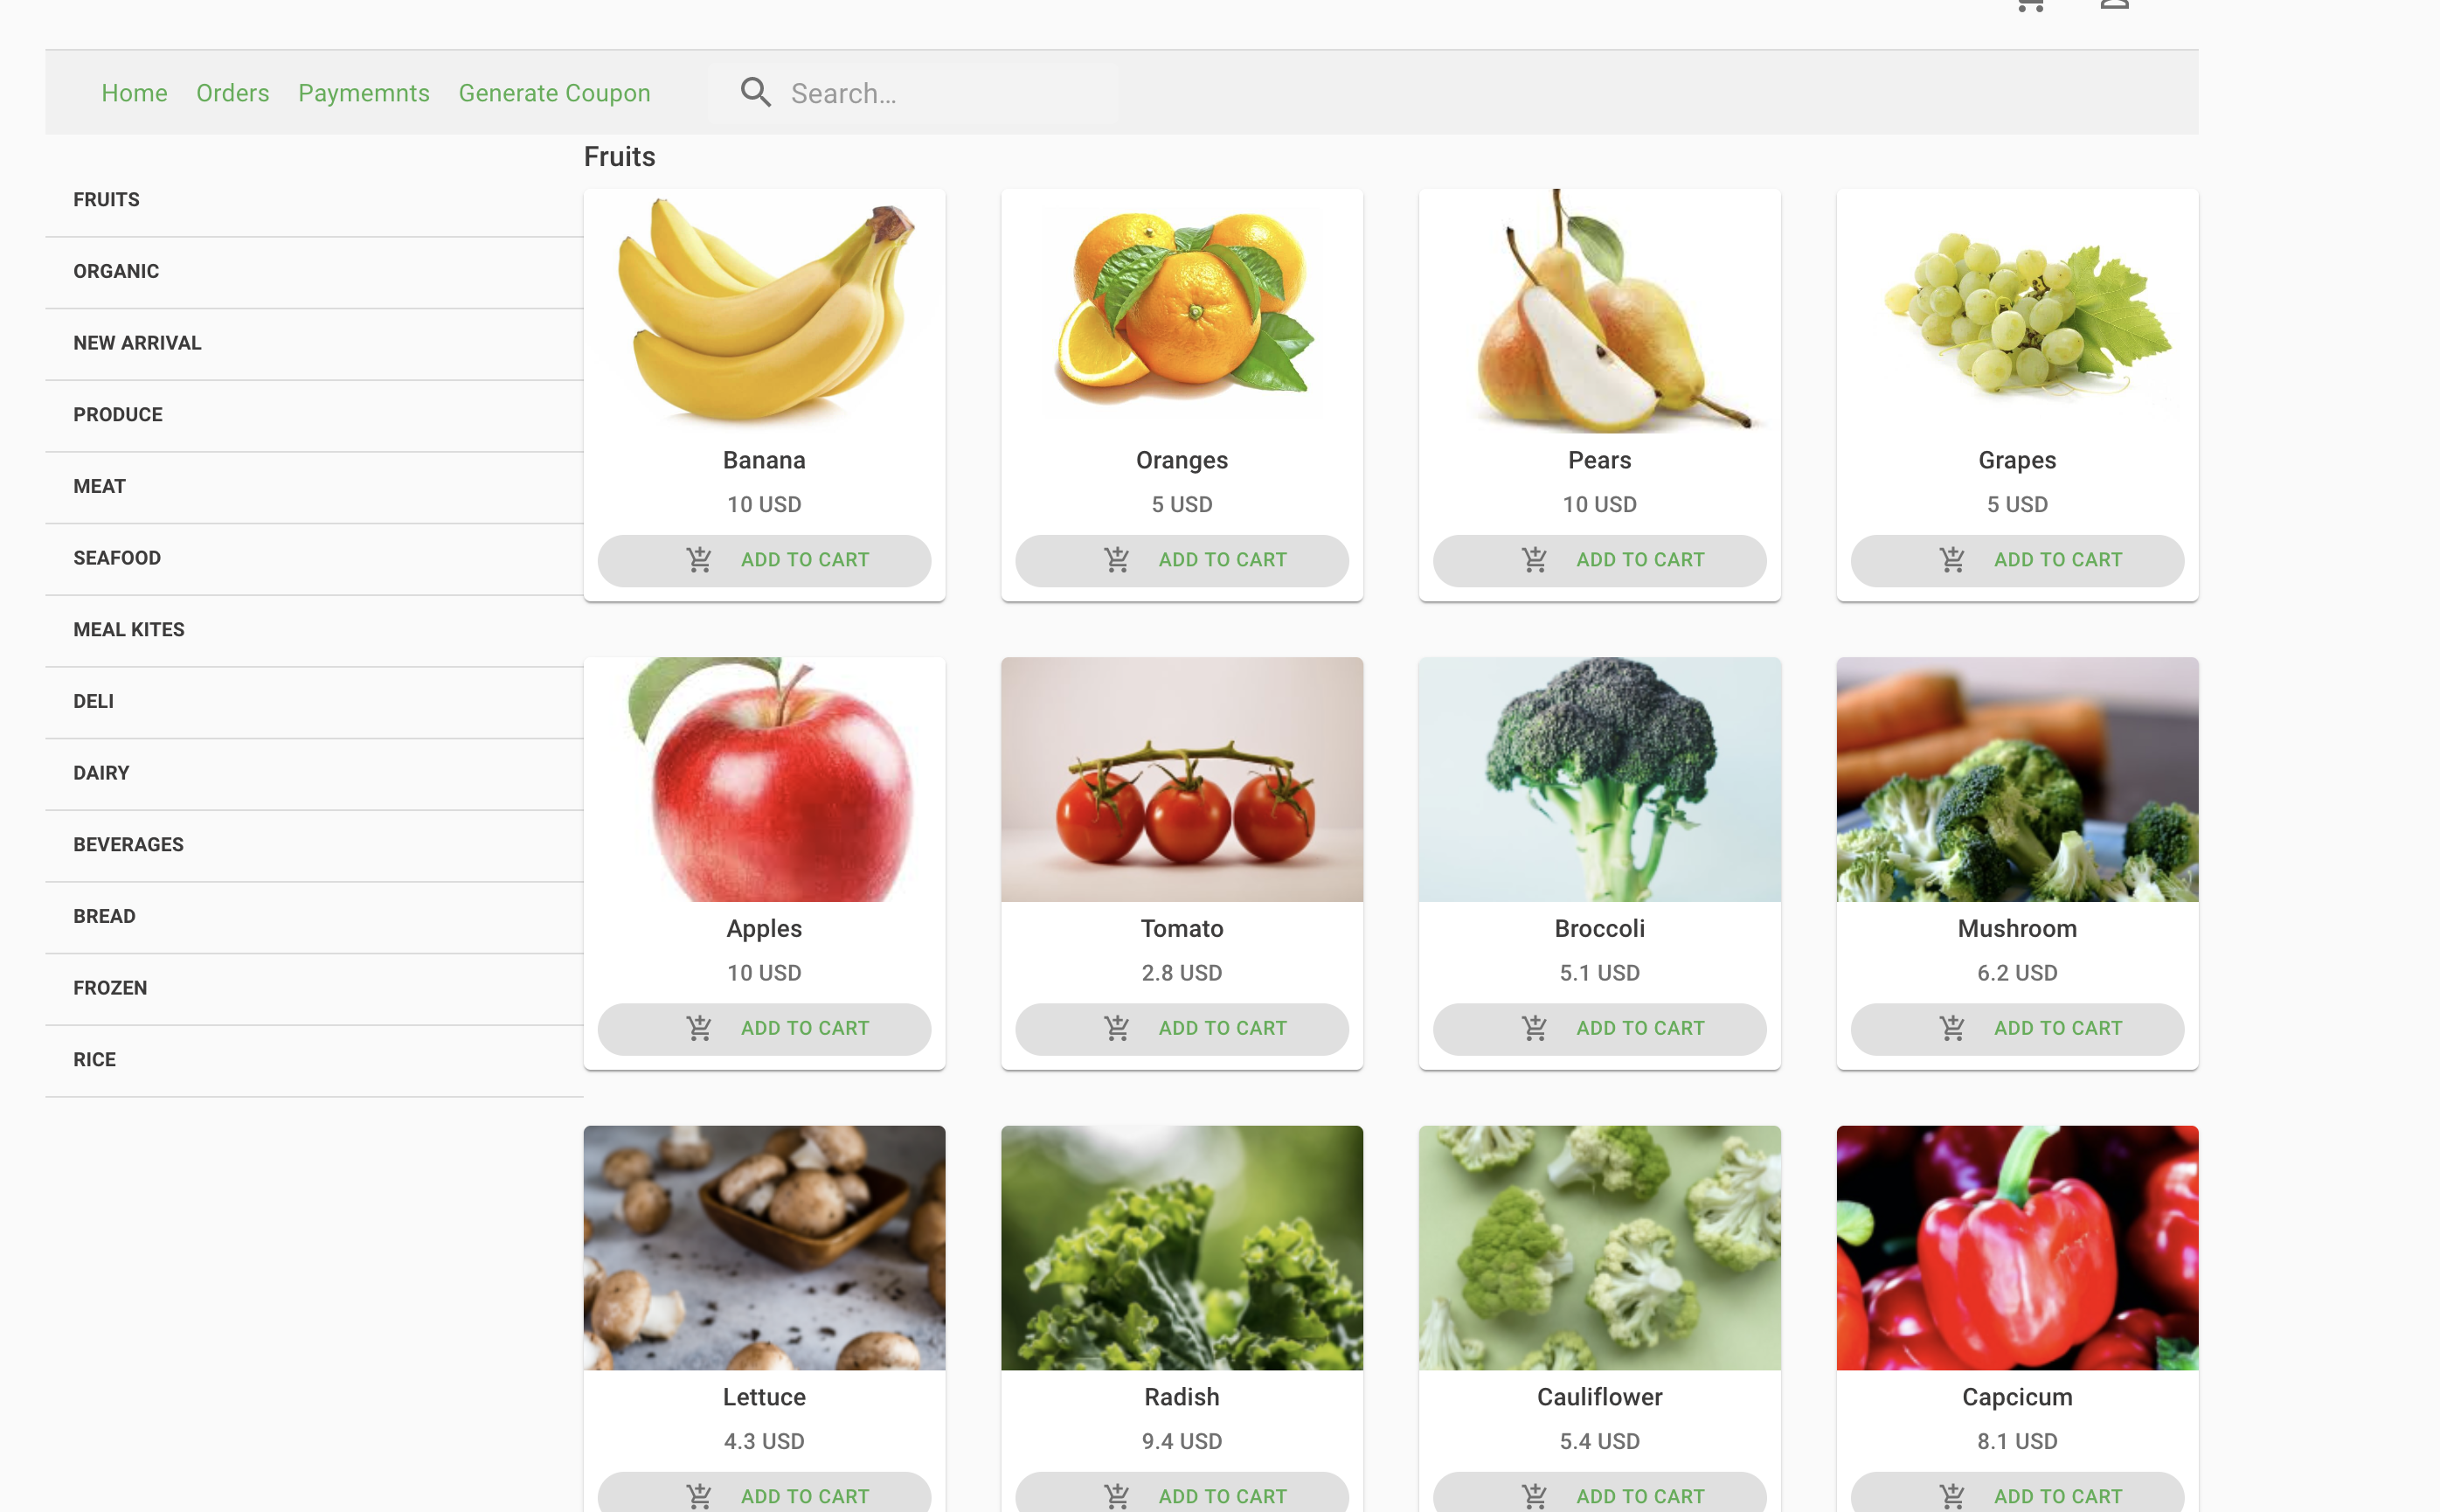 Home Orders Paymemnts Generate Coupon Search...
Fruits
FRUITS
ORGANIC
NEW ARRIVAL
PRODUCE
MEAT
SEAFOOD
MEAL KITES
DELI
DAIRY
BEVERAGES
BREAD
FROZEN
RICE
Banana Oranges Pears Grapes
10 USD 5 USD 10 USD 5 USD
ADD TO CART ADD TO CART ADD TO CART ADD TO CART
Apples Tomato Broccoli Mushroom
10 USD 2.8 USD 5.1 USD 6.2 USD
ADD TO CART ADD TO CART ADD TO CART ADD TO CART
Lettuce Radish Cauliflower Capcicum
4.3 USD 9.4 USD 5.4 USD 8.1 USD
ADD TO CART ADD TO CART ADD TO CART ADD TO CART